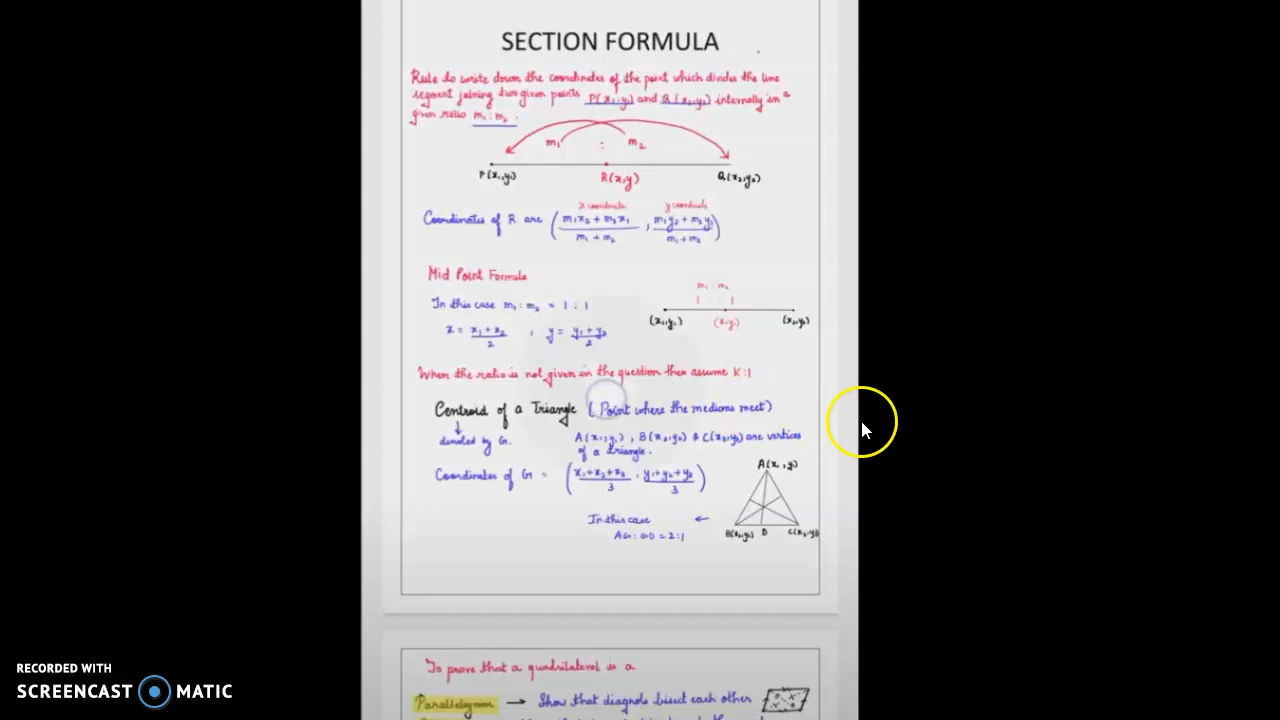 SECTION FORMULA
Rule to write down the coordinates of the point which divides the line
segment joining two given points P(x₁,y₁) and Q(x₂,y₂) internally in a
given ratio m₁:m₂.
m₁ : m₂
P(x₁,y₁) R(x,y) Q(x₂,y₂)
x coordinate y coordinate
Coordinates of R are (m₁x₂+m₂x₁ / m₁+m₂ , m₁y₂+m₂y₁ / m₁+m₂)
Mid Point Formula
m₁ : m₂
In this case m₁:m₂ = 1 : 1
1 : 1
(x₁,y₁) (x,y) (x₂,y₂)
x = x₁+x₂ / 2 , y = y₁+y₂ / 2
When the ratio is not given in the question then assume K:1
Centroid of a Triangle (Point where the medians meet)
denoted by G.
A(x₁,y₁), B(x₂,y₂) & C(x₃,y₃) are vertices
of a triangle.
Coordinates of G = (x₁+x₂+x₃ / 3 , y₁+y₂+y₃ / 3)
A(x₁,y₁)
In this case ←
AG:GD = 2:1
B(x₂,y₂) D C(x₃,y₃)
To prove that a quadrilateral is a
Parallelogram → Show that diagnols bisect each other
RECORDED WITH
SCREENCAST MATIC